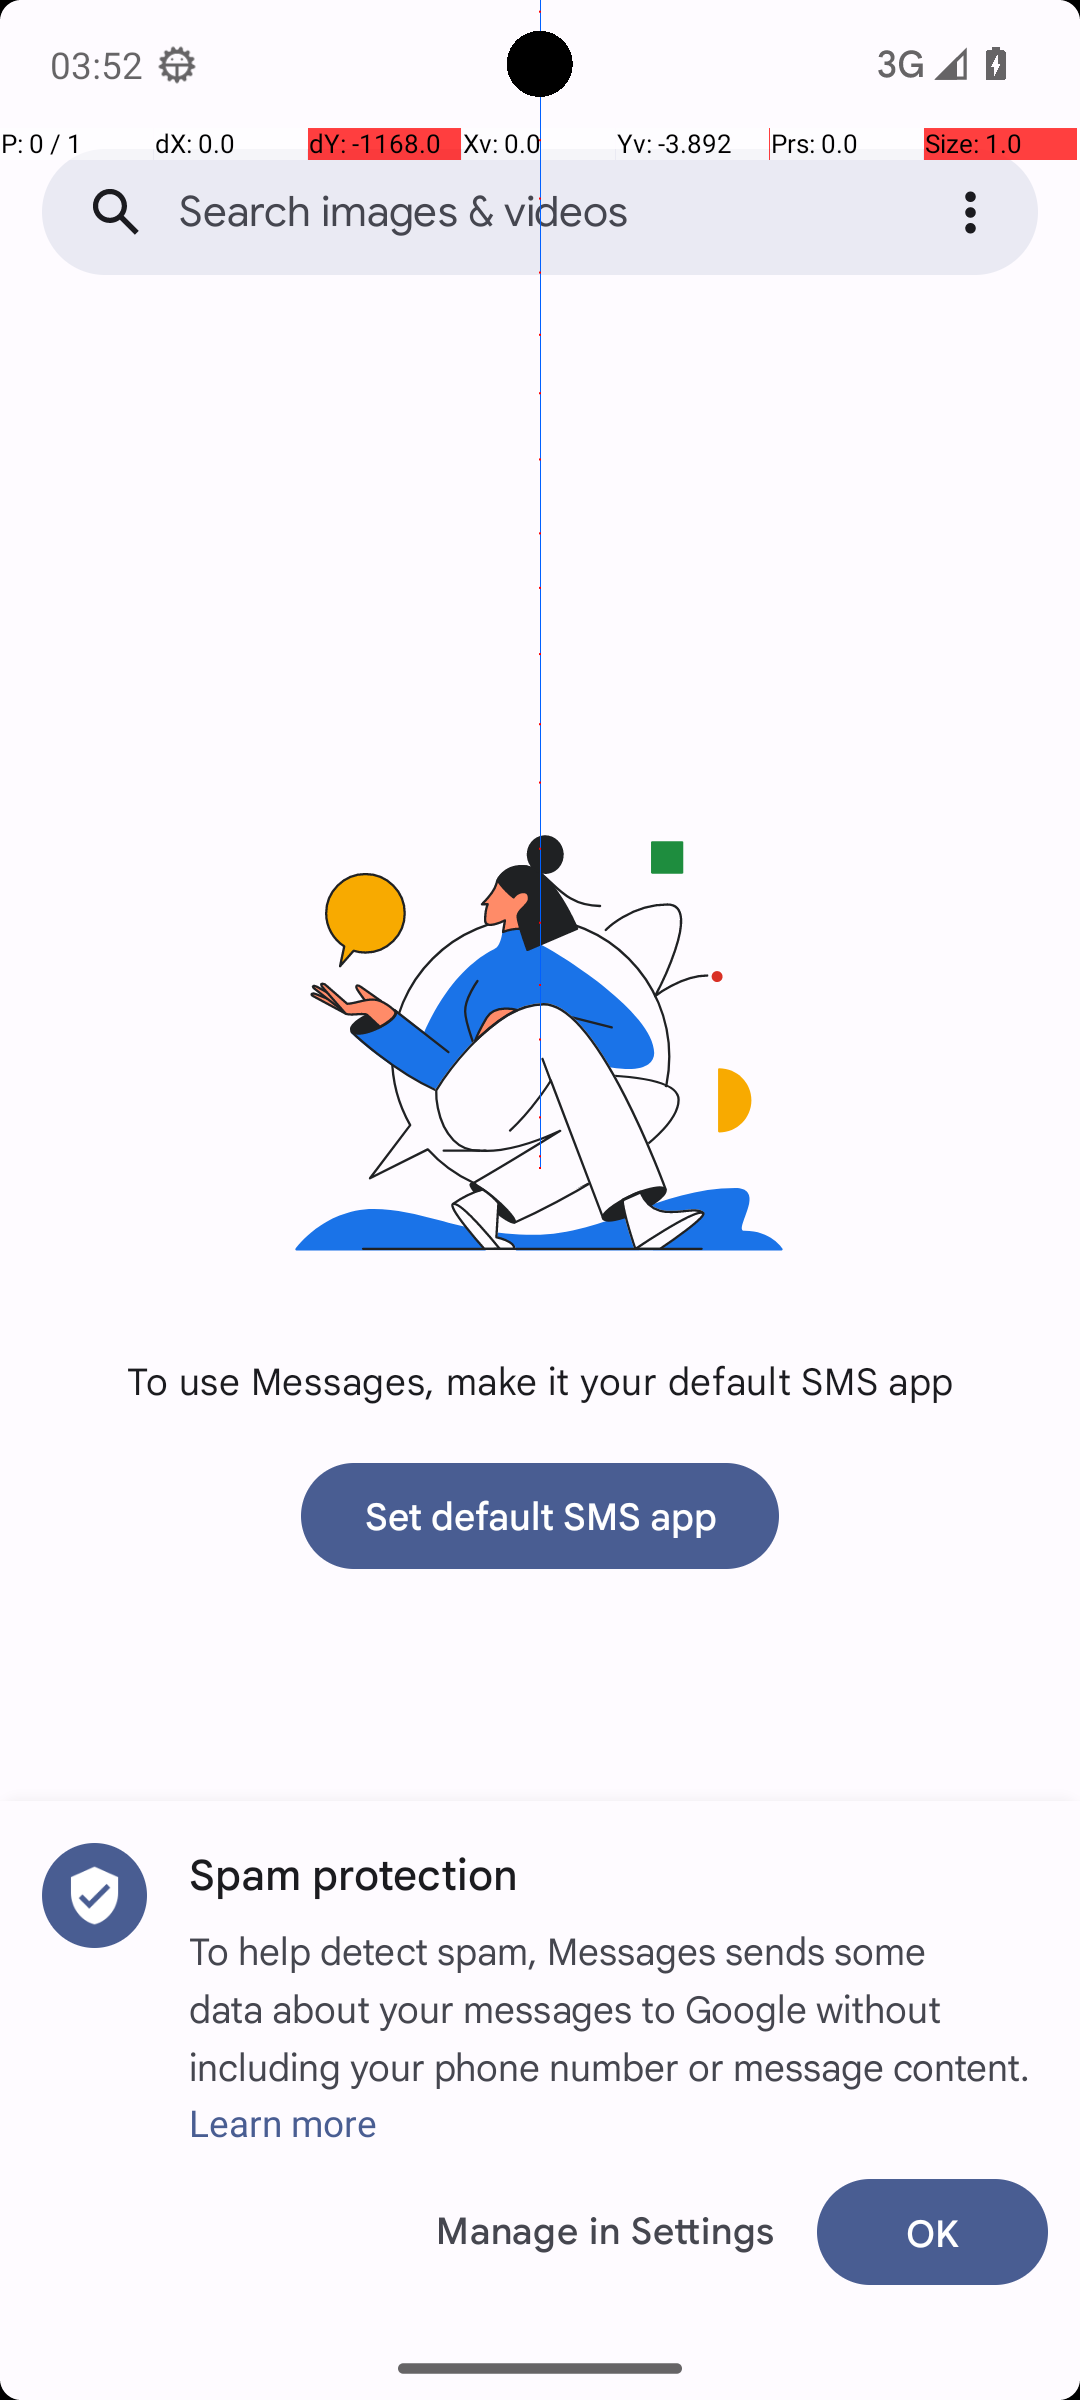 03:52
3G
P: 0 / 1 dX: 0.0 dY: -1168.0 Xv: 0.0 Yv: -3.892 Prs: 0.0 Size: 1.0
Search images & videos
To use Messages, make it your default SMS app
Set default SMS app
Spam protection
To help detect spam, Messages sends some
data about your messages to Google without
including your phone number or message content.
Learn more
Manage in Settings
OK